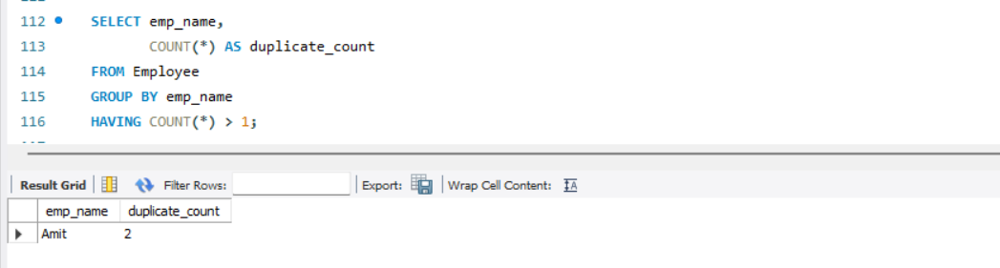 112 SELECT emp_name,
113 COUNT(*) AS duplicate_count
114 FROM Employee
115 GROUP BY emp_name
116 HAVING COUNT(*) > 1;
Result Grid Filter Rows: Export: Wrap Cell Content:
emp_name duplicate_count
Amit 2